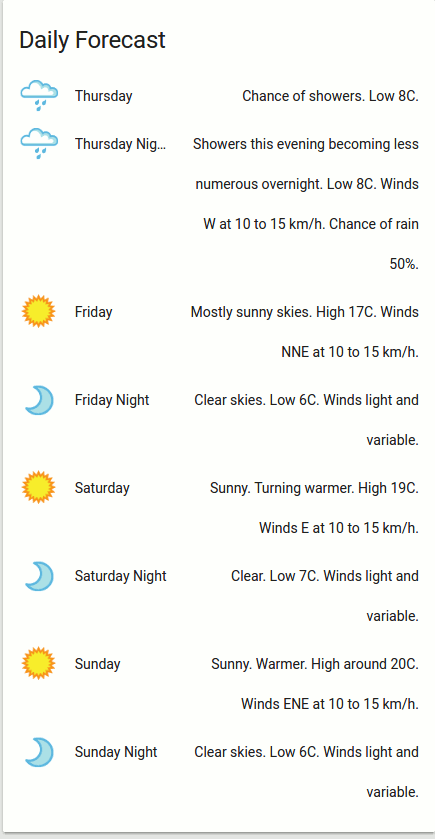 Daily Forecast
Thursday Chance of showers. Low 8C.
Thursday Nig... Showers this evening becoming less
numerous overnight. Low 8C. Winds
W at 10 to 15 km/h. Chance of rain
50%.
Friday Mostly sunny skies. High 17C. Winds
NNE at 10 to 15 km/h.
Friday Night Clear skies. Low 6C. Winds light and
variable.
Saturday Sunny. Turning warmer. High 19C.
Winds E at 10 to 15 km/h.
Saturday Night Clear. Low 7C. Winds light and
variable.
Sunday Sunny. Warmer. High around 20C.
Winds ENE at 10 to 15 km/h.
Sunday Night Clear skies. Low 6C. Winds light and
variable.